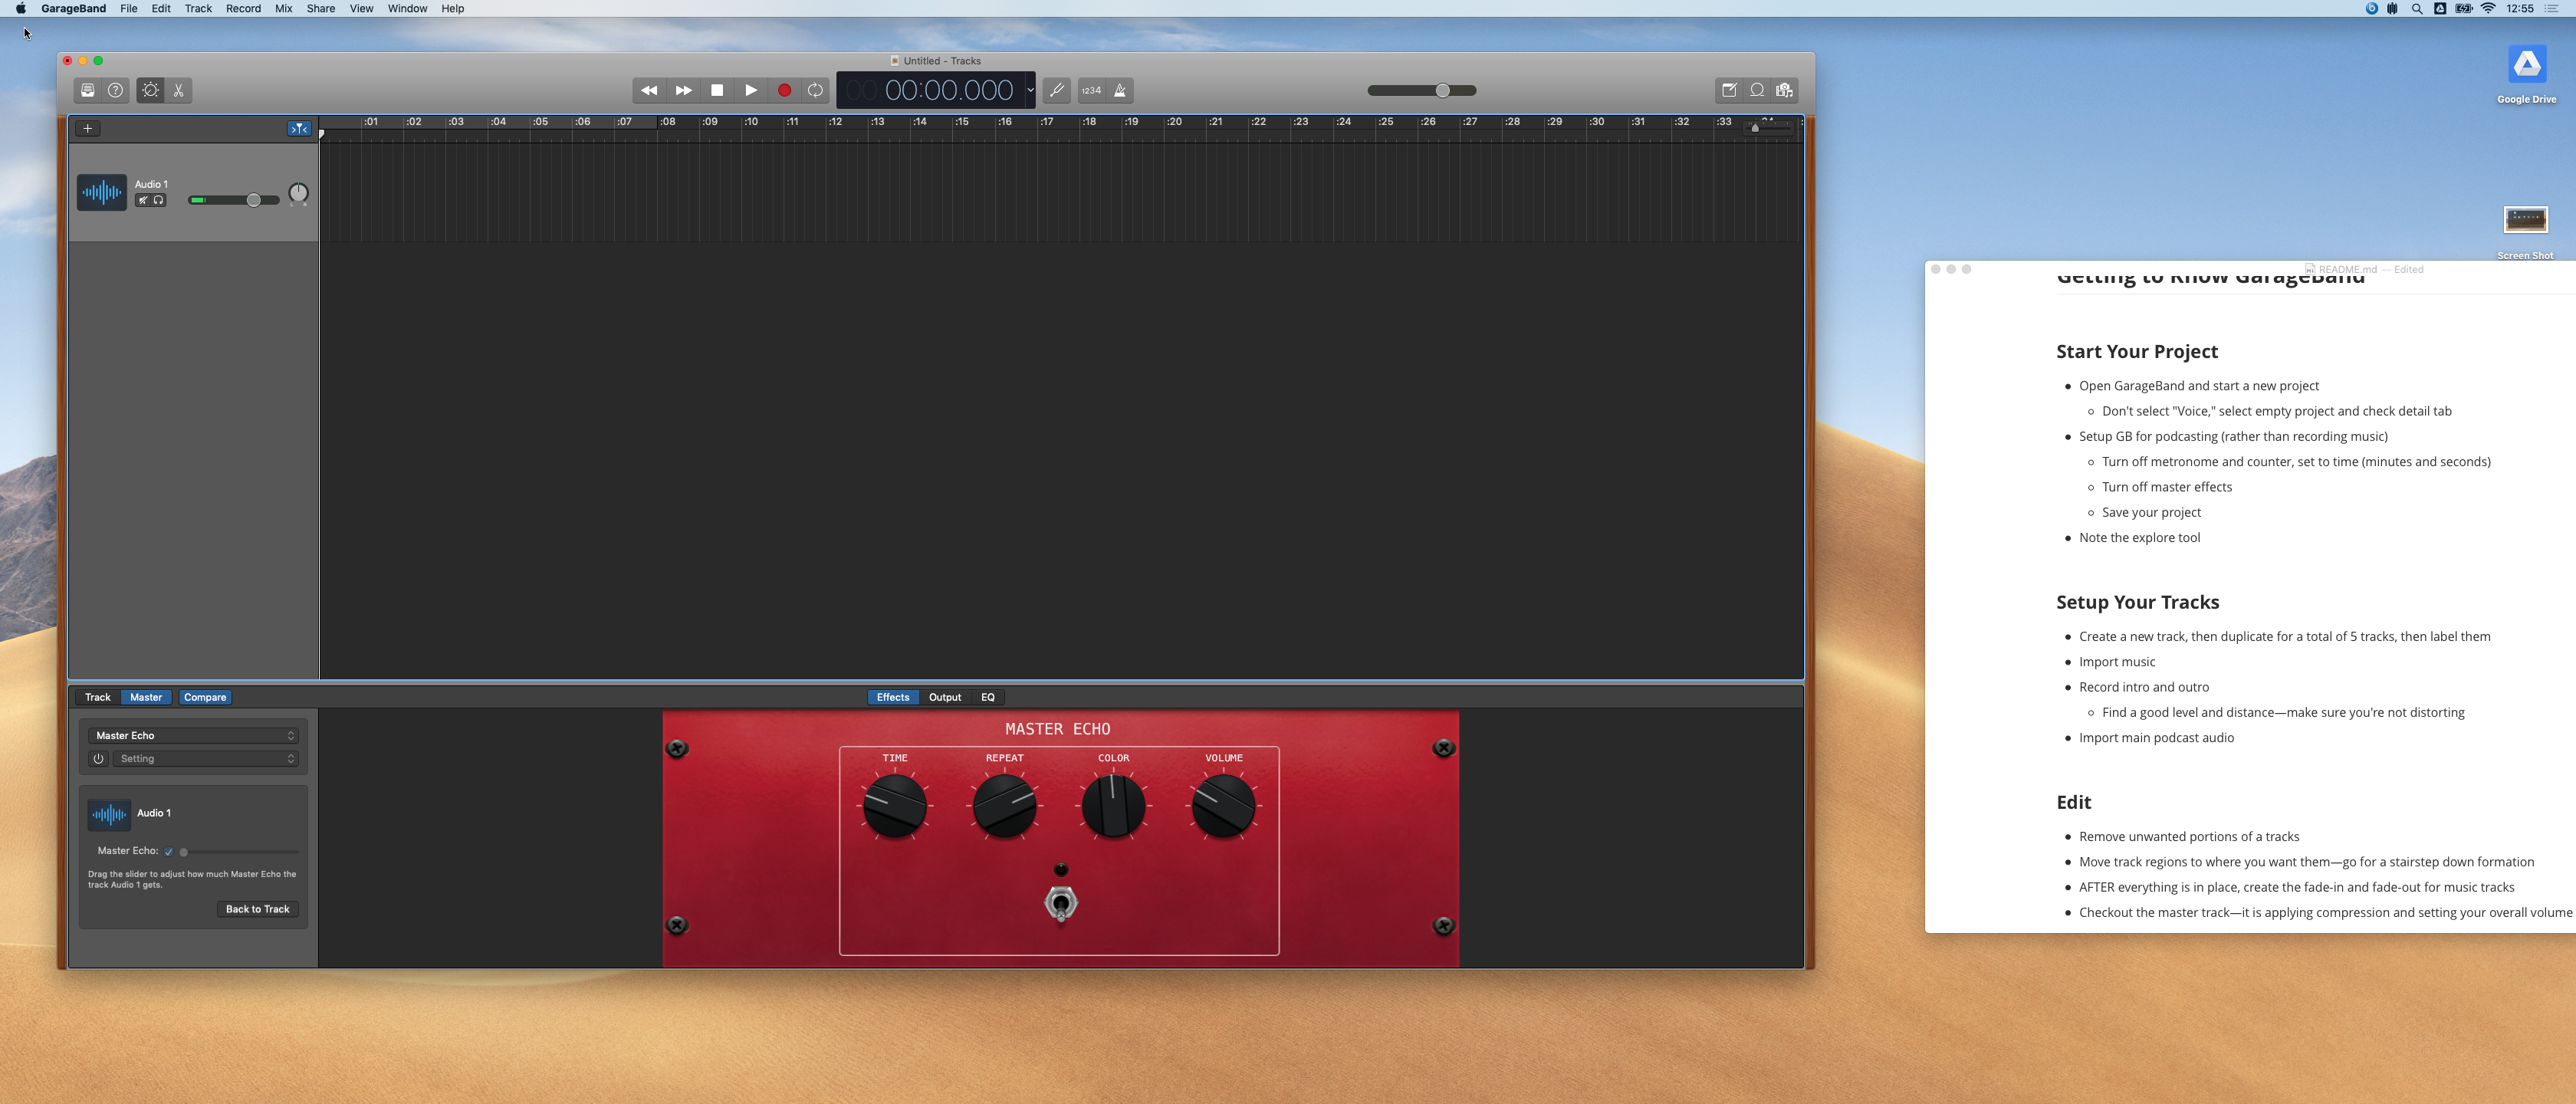 GarageBand File Edit Track Record Mix Share View Window Help 12:55
Untitled - Tracks
00:00:00.000 1234
:01 :02 :03 :04 :05 :06 :07 :08 :09 :10 :11 :12 :13 :14 :15 :16 :17 :18 :19 :20 :21 :22 :23 :24 :25 :26 :27 :28 :29 :30 :31 :32 :33
Audio 1
L R
Track Master Compare Effects Output EQ
Master Echo
Setting
Audio 1
Master Echo:
Drag the slider to adjust how much Master Echo the
track Audio 1 gets.
Back to Track
MASTER ECHO
TIME REPEAT COLOR VOLUME
Google Drive
Screen Shot
README.md — Edited
Getting to Know GarageBand
Start Your Project
Open GarageBand and start a new project
Don't select "Voice," select empty project and check detail tab
Setup GB for podcasting (rather than recording music)
Turn off metronome and counter, set to time (minutes and seconds)
Turn off master effects
Save your project
Note the explore tool
Setup Your Tracks
Create a new track, then duplicate for a total of 5 tracks, then label them
Import music
Record intro and outro
Find a good level and distance—make sure you're not distorting
Import main podcast audio
Edit
Remove unwanted portions of a tracks
Move track regions to where you want them—go for a stairstep down formation
AFTER everything is in place, create the fade-in and fade-out for music tracks
Checkout the master track—it is applying compression and setting your overall volume